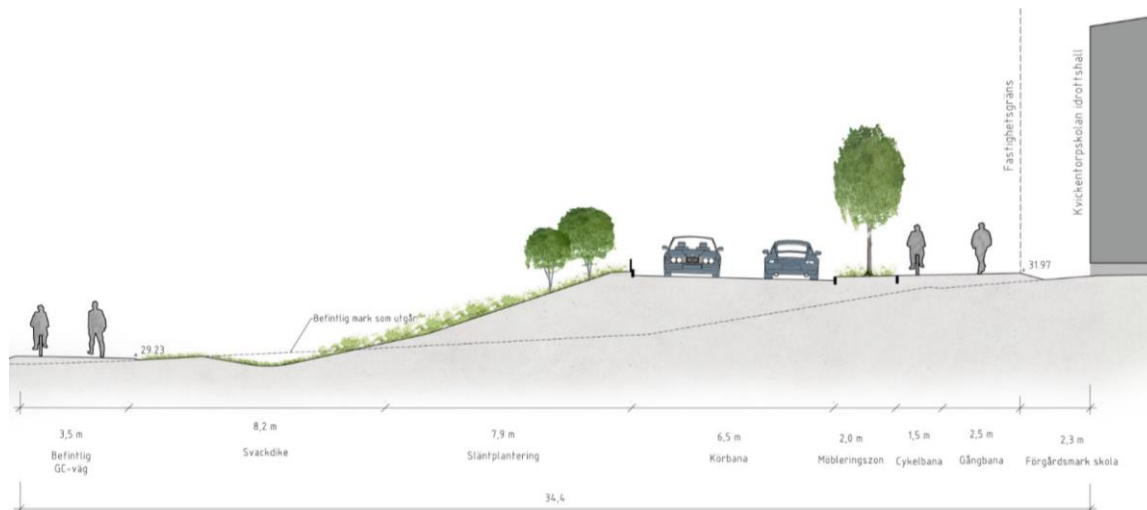 Fastighetsgräns
Kvickentorpskolan idrottshall
31.97
Befintlig mark som utgår
29.23
3,5 m
Befintlig
GC-väg
8,2 m
Svackdike
7,9 m
Släntplantering
6,5 m
Körbana
2,0 m
Möbleringszon
1,5 m
Cykelbana
2,5 m
Gångbana
2,3 m
Förgårdsmark skola
34,4